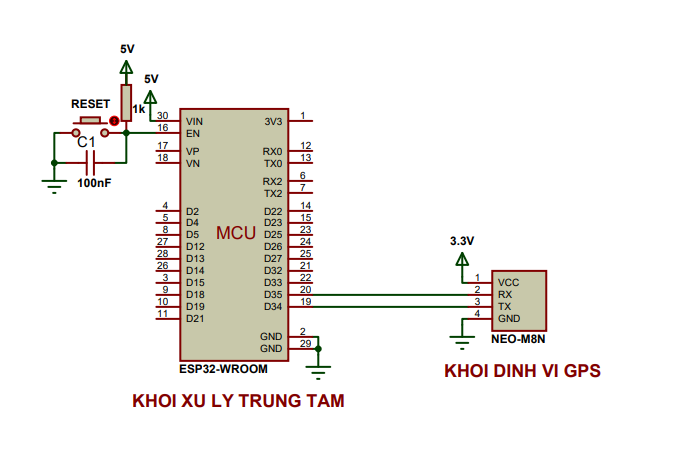 5V
5V
RESET
1k
C1
100nF
30 VIN
16 EN
17 VP
18 VN
4 D2
5 D4
8 D5
27 D12
28 D13
26 D14
3 D15
9 D18
10 D19
11 D21
MCU
3V3 1
RX0 12
TX0 13
RX2 6
TX2 7
D22 14
D23 15
D25 23
D26 24
D27 25
D32 21
D33 22
D35 20
D34 19
GND 2
GND 29
ESP32-WROOM
KHOI XU LY TRUNG TAM
3.3V
1 VCC
2 RX
3 TX
4 GND
NEO-M8N
KHOI DINH VI GPS